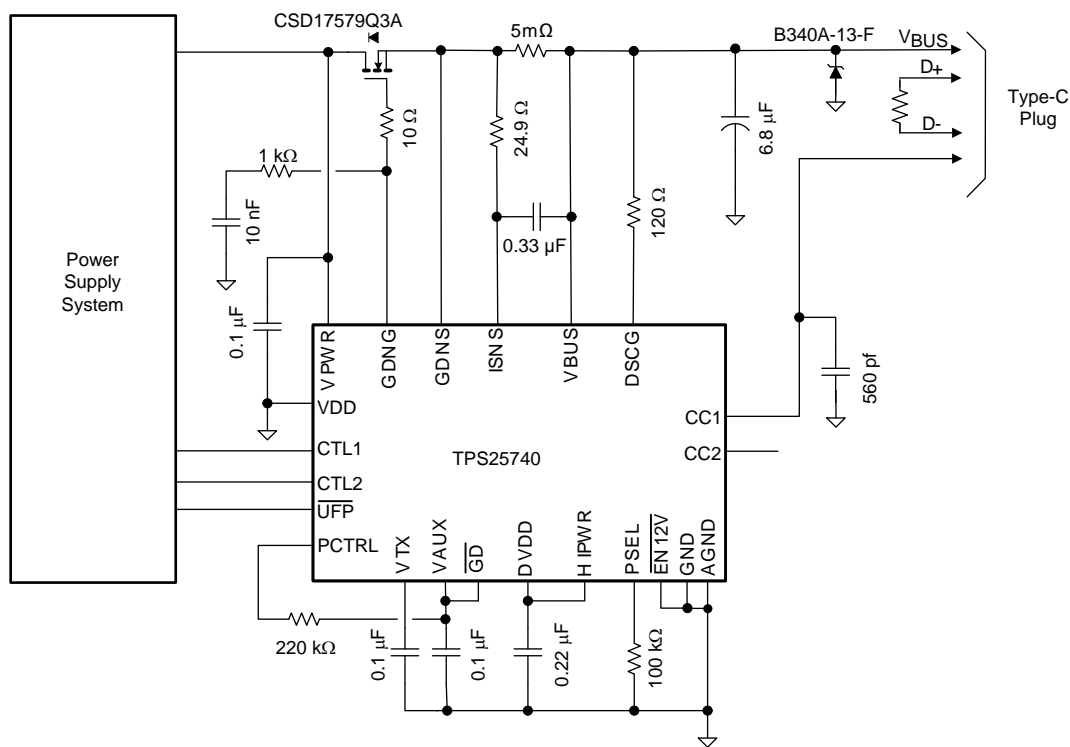 CSD17579Q3A
5mΩ
B340A-13-F
VBUS
D+
D-
Type-C
Plug
10 Ω
24.9 Ω
6.8 µF
1 kΩ
10 nF
0.33 µF
120 Ω
Power
Supply
System
0.1 µF
VPWR
GDNG
GDNS
ISNS
VBUS
DSCG
560 pf
VDD
CC1
CTL1
TPS25740
CC2
CTL2
UFP
PCTRL
VTX
VAUX
GD
DVDD
HIPWR
PSEL
EN12V
GND
AGND
220 kΩ
0.1 µF
0.1 µF
0.22 µF
100 kΩ